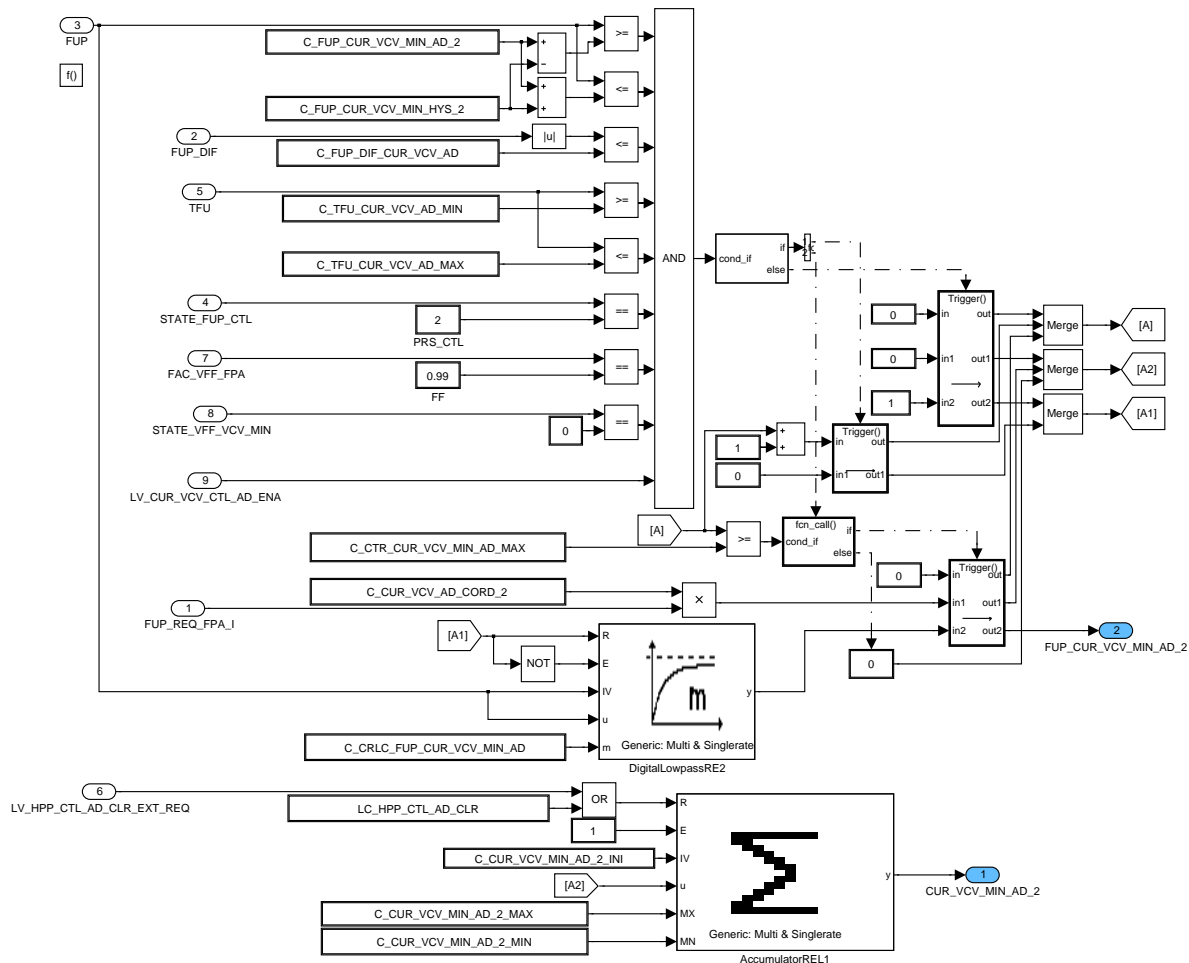 3
FUP
f()
C_FUP_CUR_VCV_MIN_AD_2
+
−
>=
C_FUP_CUR_VCV_MIN_HYS_2
+
+
<=
2
FUP_DIF
|u|
C_FUP_DIF_CUR_VCV_AD
<=
5
TFU
C_TFU_CUR_VCV_AD_MIN
>=
C_TFU_CUR_VCV_AD_MAX
<=
AND
cond_if
if
else
4
STATE_FUP_CTL
2
PRS_CTL
==
7
FAC_VFF_FPA
0.99
FF
==
8
STATE_VFF_VCV_MIN
0
==
9
LV_CUR_VCV_CTL_AD_ENA
Trigger()
0
in
out
0
in1
out1
1
in2
out2
Merge
[A]
Merge
[A2]
Merge
[A1]
1
+
+
0
Trigger()
in
out
in1
out1
[A]
C_CTR_CUR_VCV_MIN_AD_MAX
>=
fcn_call()
cond_if
if
else
C_CUR_VCV_AD_CORD_2
1
FUP_REQ_FPA_I
×
0
Trigger()
in
out
in1
out1
in2
out2
2
FUP_CUR_VCV_MIN_AD_2
0
[A1]
NOT
R
E
IV
u
m
y
m
C_CRLC_FUP_CUR_VCV_MIN_AD
Generic: Multi & Singlerate
DigitalLowpassRE2
6
LV_HPP_CTL_AD_CLR_EXT_REQ
LC_HPP_CTL_AD_CLR
OR
1
C_CUR_VCV_MIN_AD_2_INI
[A2]
C_CUR_VCV_MIN_AD_2_MAX
C_CUR_VCV_MIN_AD_2_MIN
R
E
IV
u
MX
MN
y
Generic: Multi & Singlerate
AccumulatorREL1
1
CUR_VCV_MIN_AD_2